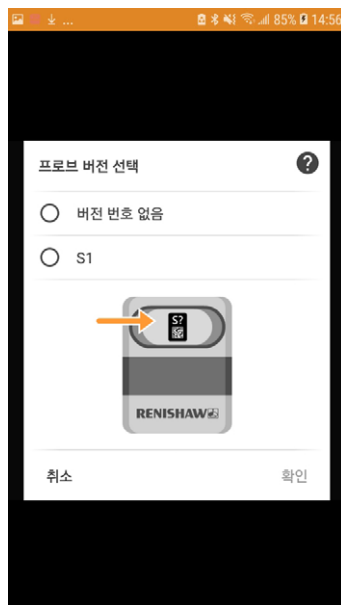 ... 85% 14:56
프로브 버전 선택
버전 번호 없음
S1
S?
RENISHAW
취소 확인